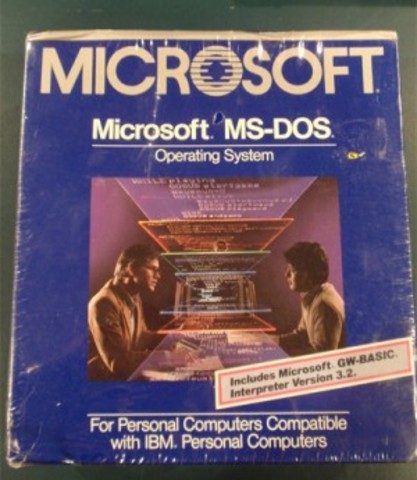 MICROSOFT
Microsoft. MS-DOS.
Operating System
Includes Microsoft. GW-BASIC.
Interpreter Version 3.2.
For Personal Computers Compatible
with IBM. Personal Computers